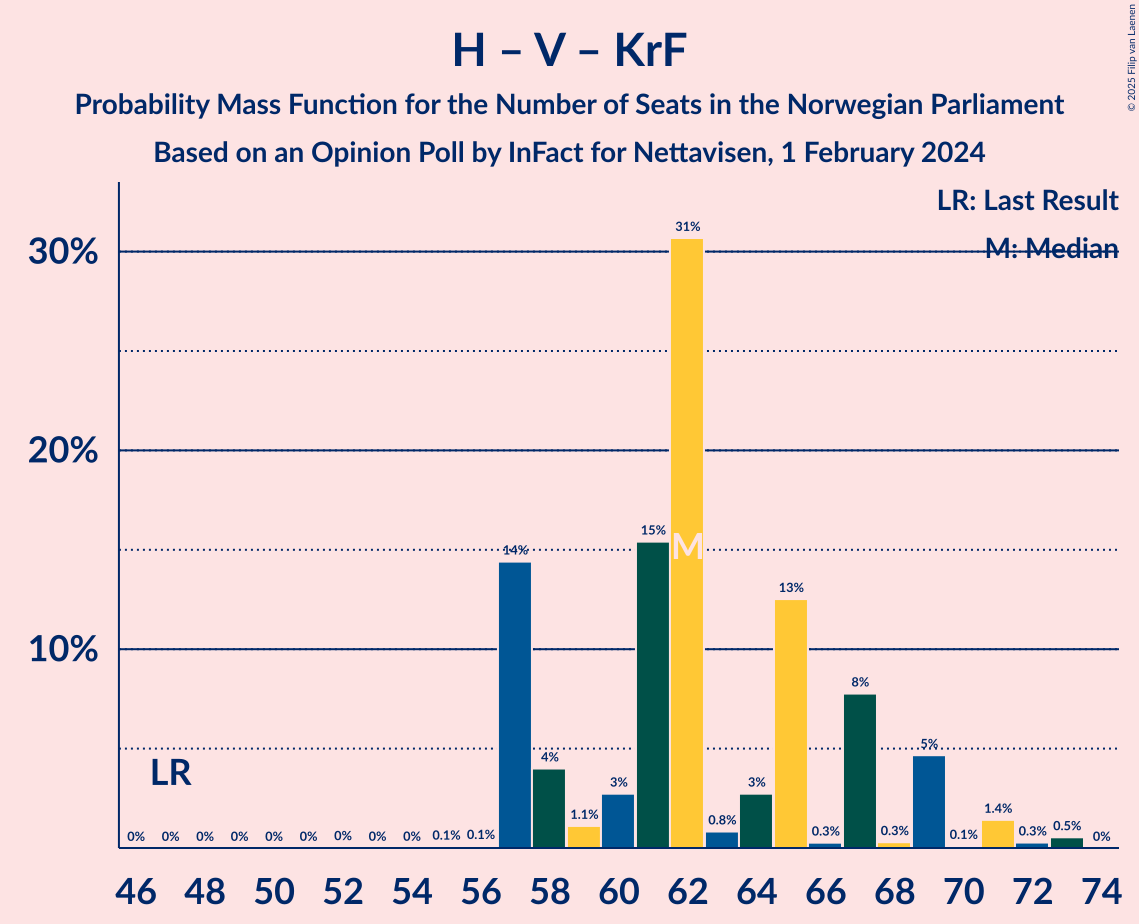 H – V – KrF
Probability Mass Function for the Number of Seats in the Norwegian Parliament
Based on an Opinion Poll by InFact for Nettavisen, 1 February 2024
© 2025 Filip van Laenen
LR: Last Result
M: Median
30%
20%
10%
31%
15%
14%
13%
8%
5%
4%
3%
3%
1.1%
0.8%
1.4%
0% 0% 0% 0% 0% 0% 0% 0% 0% 0.1% 0.1% 0.3% 0.3% 0.1% 0.3% 0.5% 0%
M
LR
46 48 50 52 54 56 58 60 62 64 66 68 70 72 74